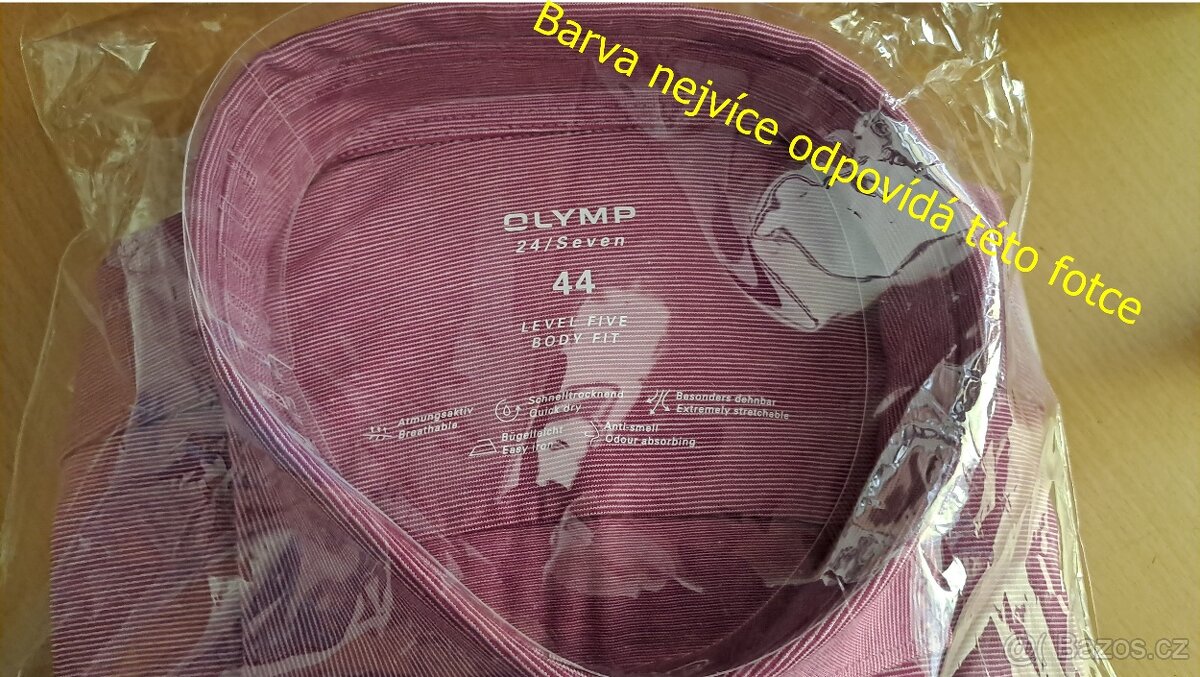 Barva nejvíce odpovídá této fotce
OLYMP
24/Seven
44
LEVEL FIVE
BODY FIT
Atmungsaktiv
Breathable
Schnelltrocknend
Quick dry
Besonders dehnbar
Extremely stretchable
Bügelleicht
Easy iron
Anti-smell
Odour absorbing
Bazos.cz